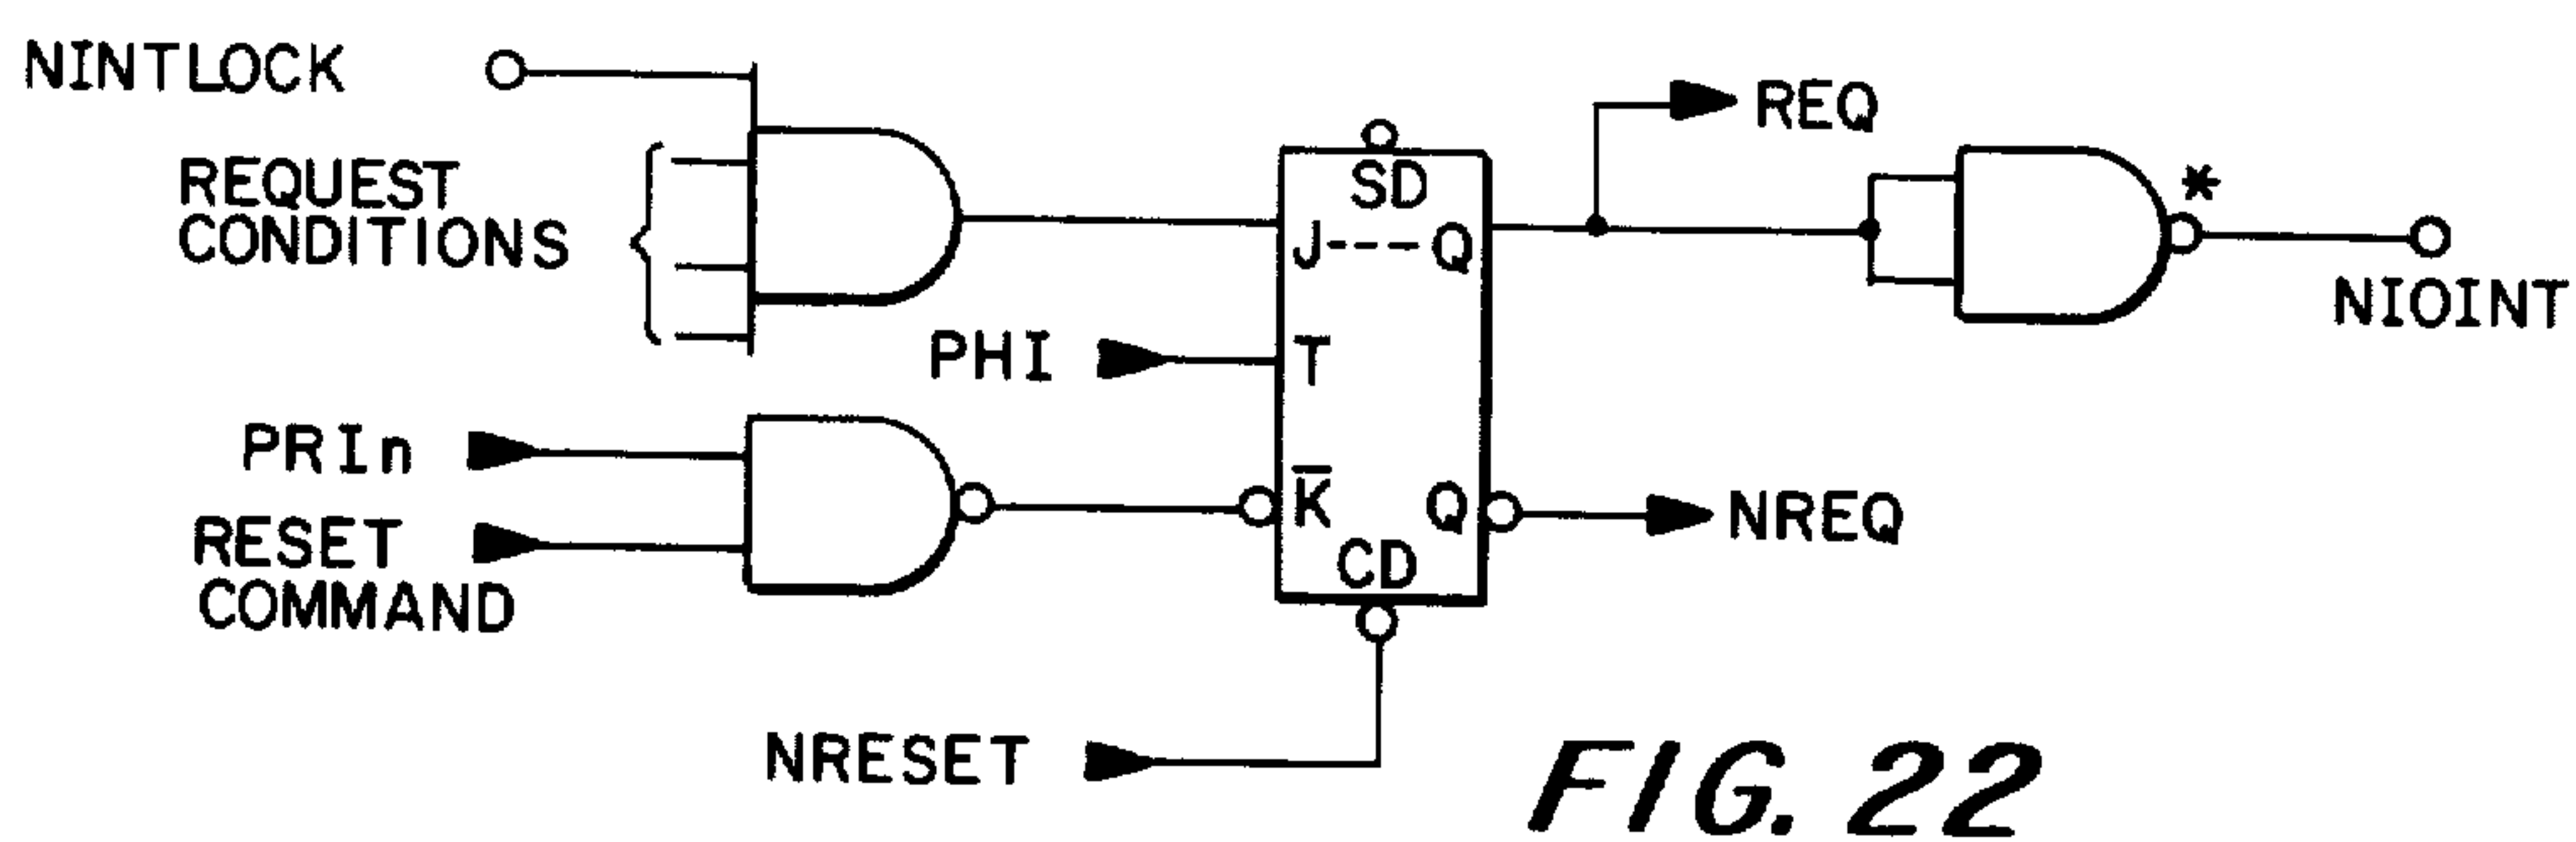 NINTLOCK
REQUEST
CONDITIONS
PHI
PRIn
RESET
COMMAND
NRESET
SD
J---Q
T
K̅ Q
CD
REQ
*
NIOINT
NREQ
FIG. 22